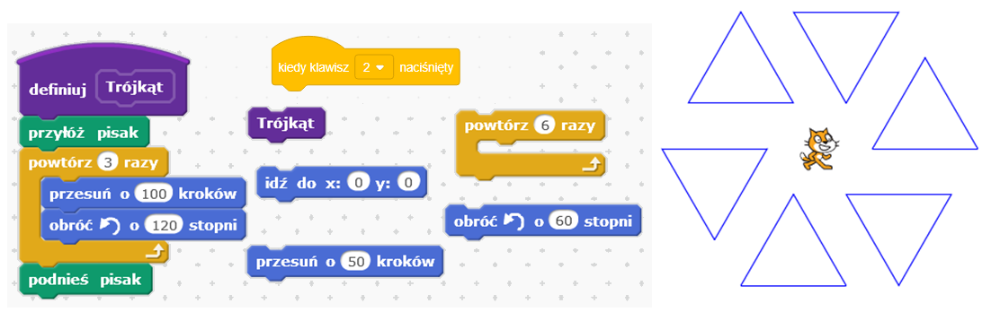 definiuj Trójkąt
przyłóż pisak
powtórz 3 razy
przesuń o 100 kroków
obróć o 120 stopni
podnieś pisak
kiedy klawisz 2 naciśnięty
Trójkąt
idź do x: 0 y: 0
przesuń o 50 kroków
powtórz 6 razy
obróć o 60 stopni